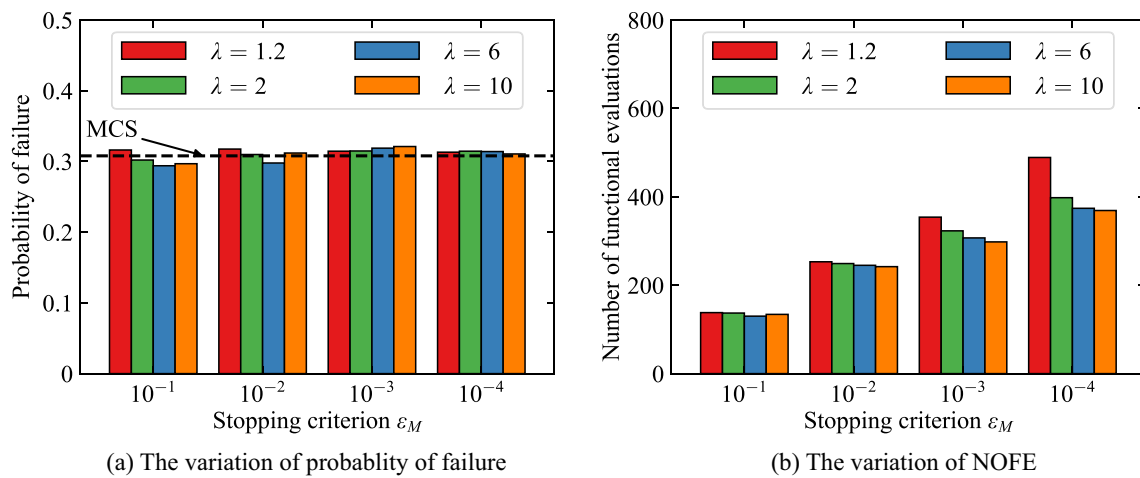 0.5
0.4
0.3
0.2
0.1
0
Probability of failure
λ = 1.2
λ = 6
λ = 2
λ = 10
MCS
10⁻¹
10⁻²
10⁻³
10⁻⁴
Stopping criterion ε_M
(a) The variation of probablity of failure
800
600
400
200
0
Number of functional evaluations
λ = 1.2
λ = 6
λ = 2
λ = 10
10⁻¹
10⁻²
10⁻³
10⁻⁴
Stopping criterion ε_M
(b) The variation of NOFE